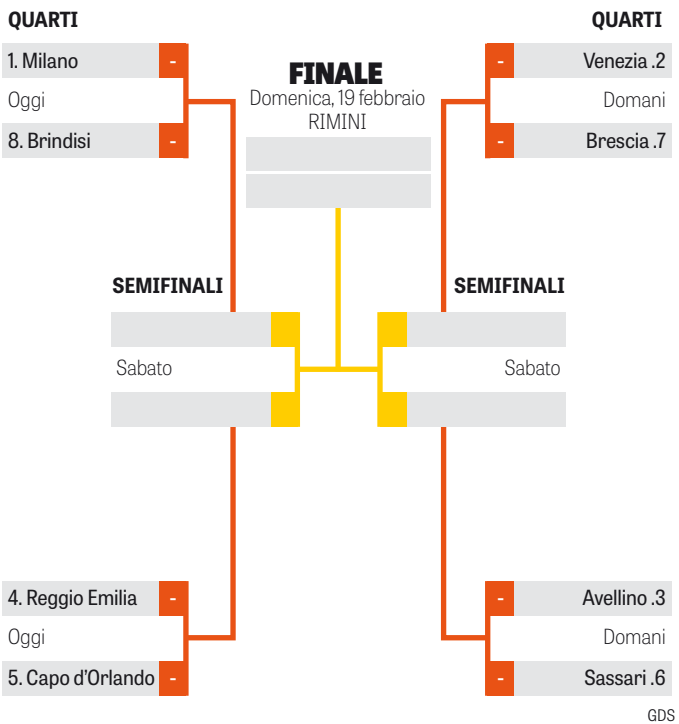 QUARTI
1. Milano -
Oggi
8. Brindisi -
FINALE
Domenica, 19 febbraio
RIMINI
QUARTI
- Venezia .2
Domani
- Brescia .7
SEMIFINALI
Sabato
SEMIFINALI
Sabato
4. Reggio Emilia -
Oggi
5. Capo d'Orlando -
- Avellino .3
Domani
- Sassari .6
GDS